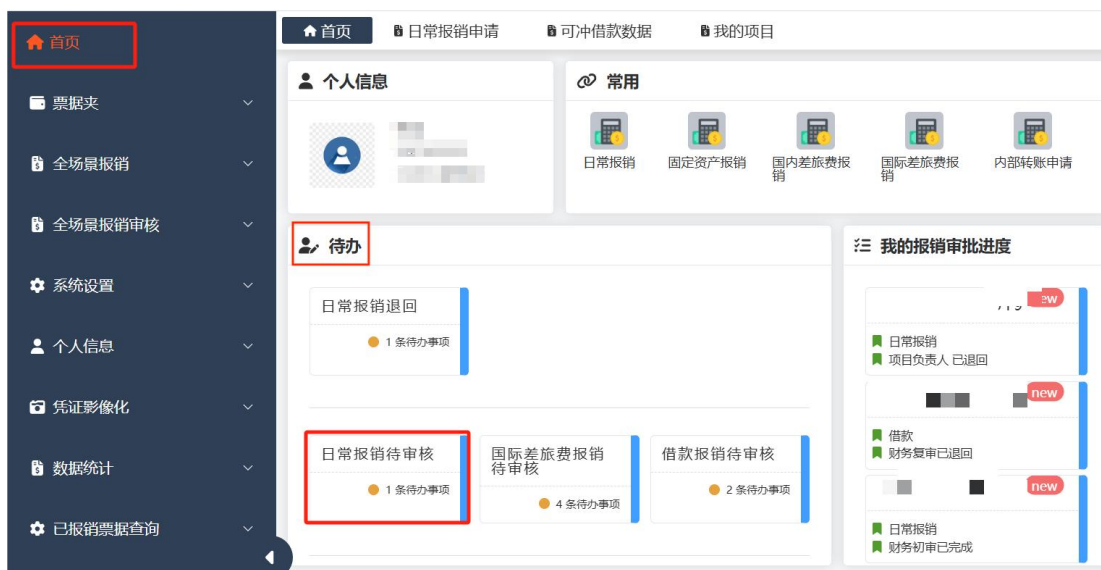 首页
票据夹
全场景报销
全场景报销审核
系统设置
个人信息
凭证影像化
数据统计
已报销票据查询
首页
日常报销申请
可冲借款数据
我的项目
个人信息
常用
日常报销
固定资产报销
国内差旅费报
销
国际差旅费报
销
内部转账申请
待办
日常报销退回
1 条待办事项
日常报销待审核
1 条待办事项
国际差旅费报销
待审核
4 条待办事项
借款报销待审核
2 条待办事项
我的报销审批进度
日常报销
项目负责人 已退回
new
借款
财务复审已退回
new
日常报销
财务初审已完成